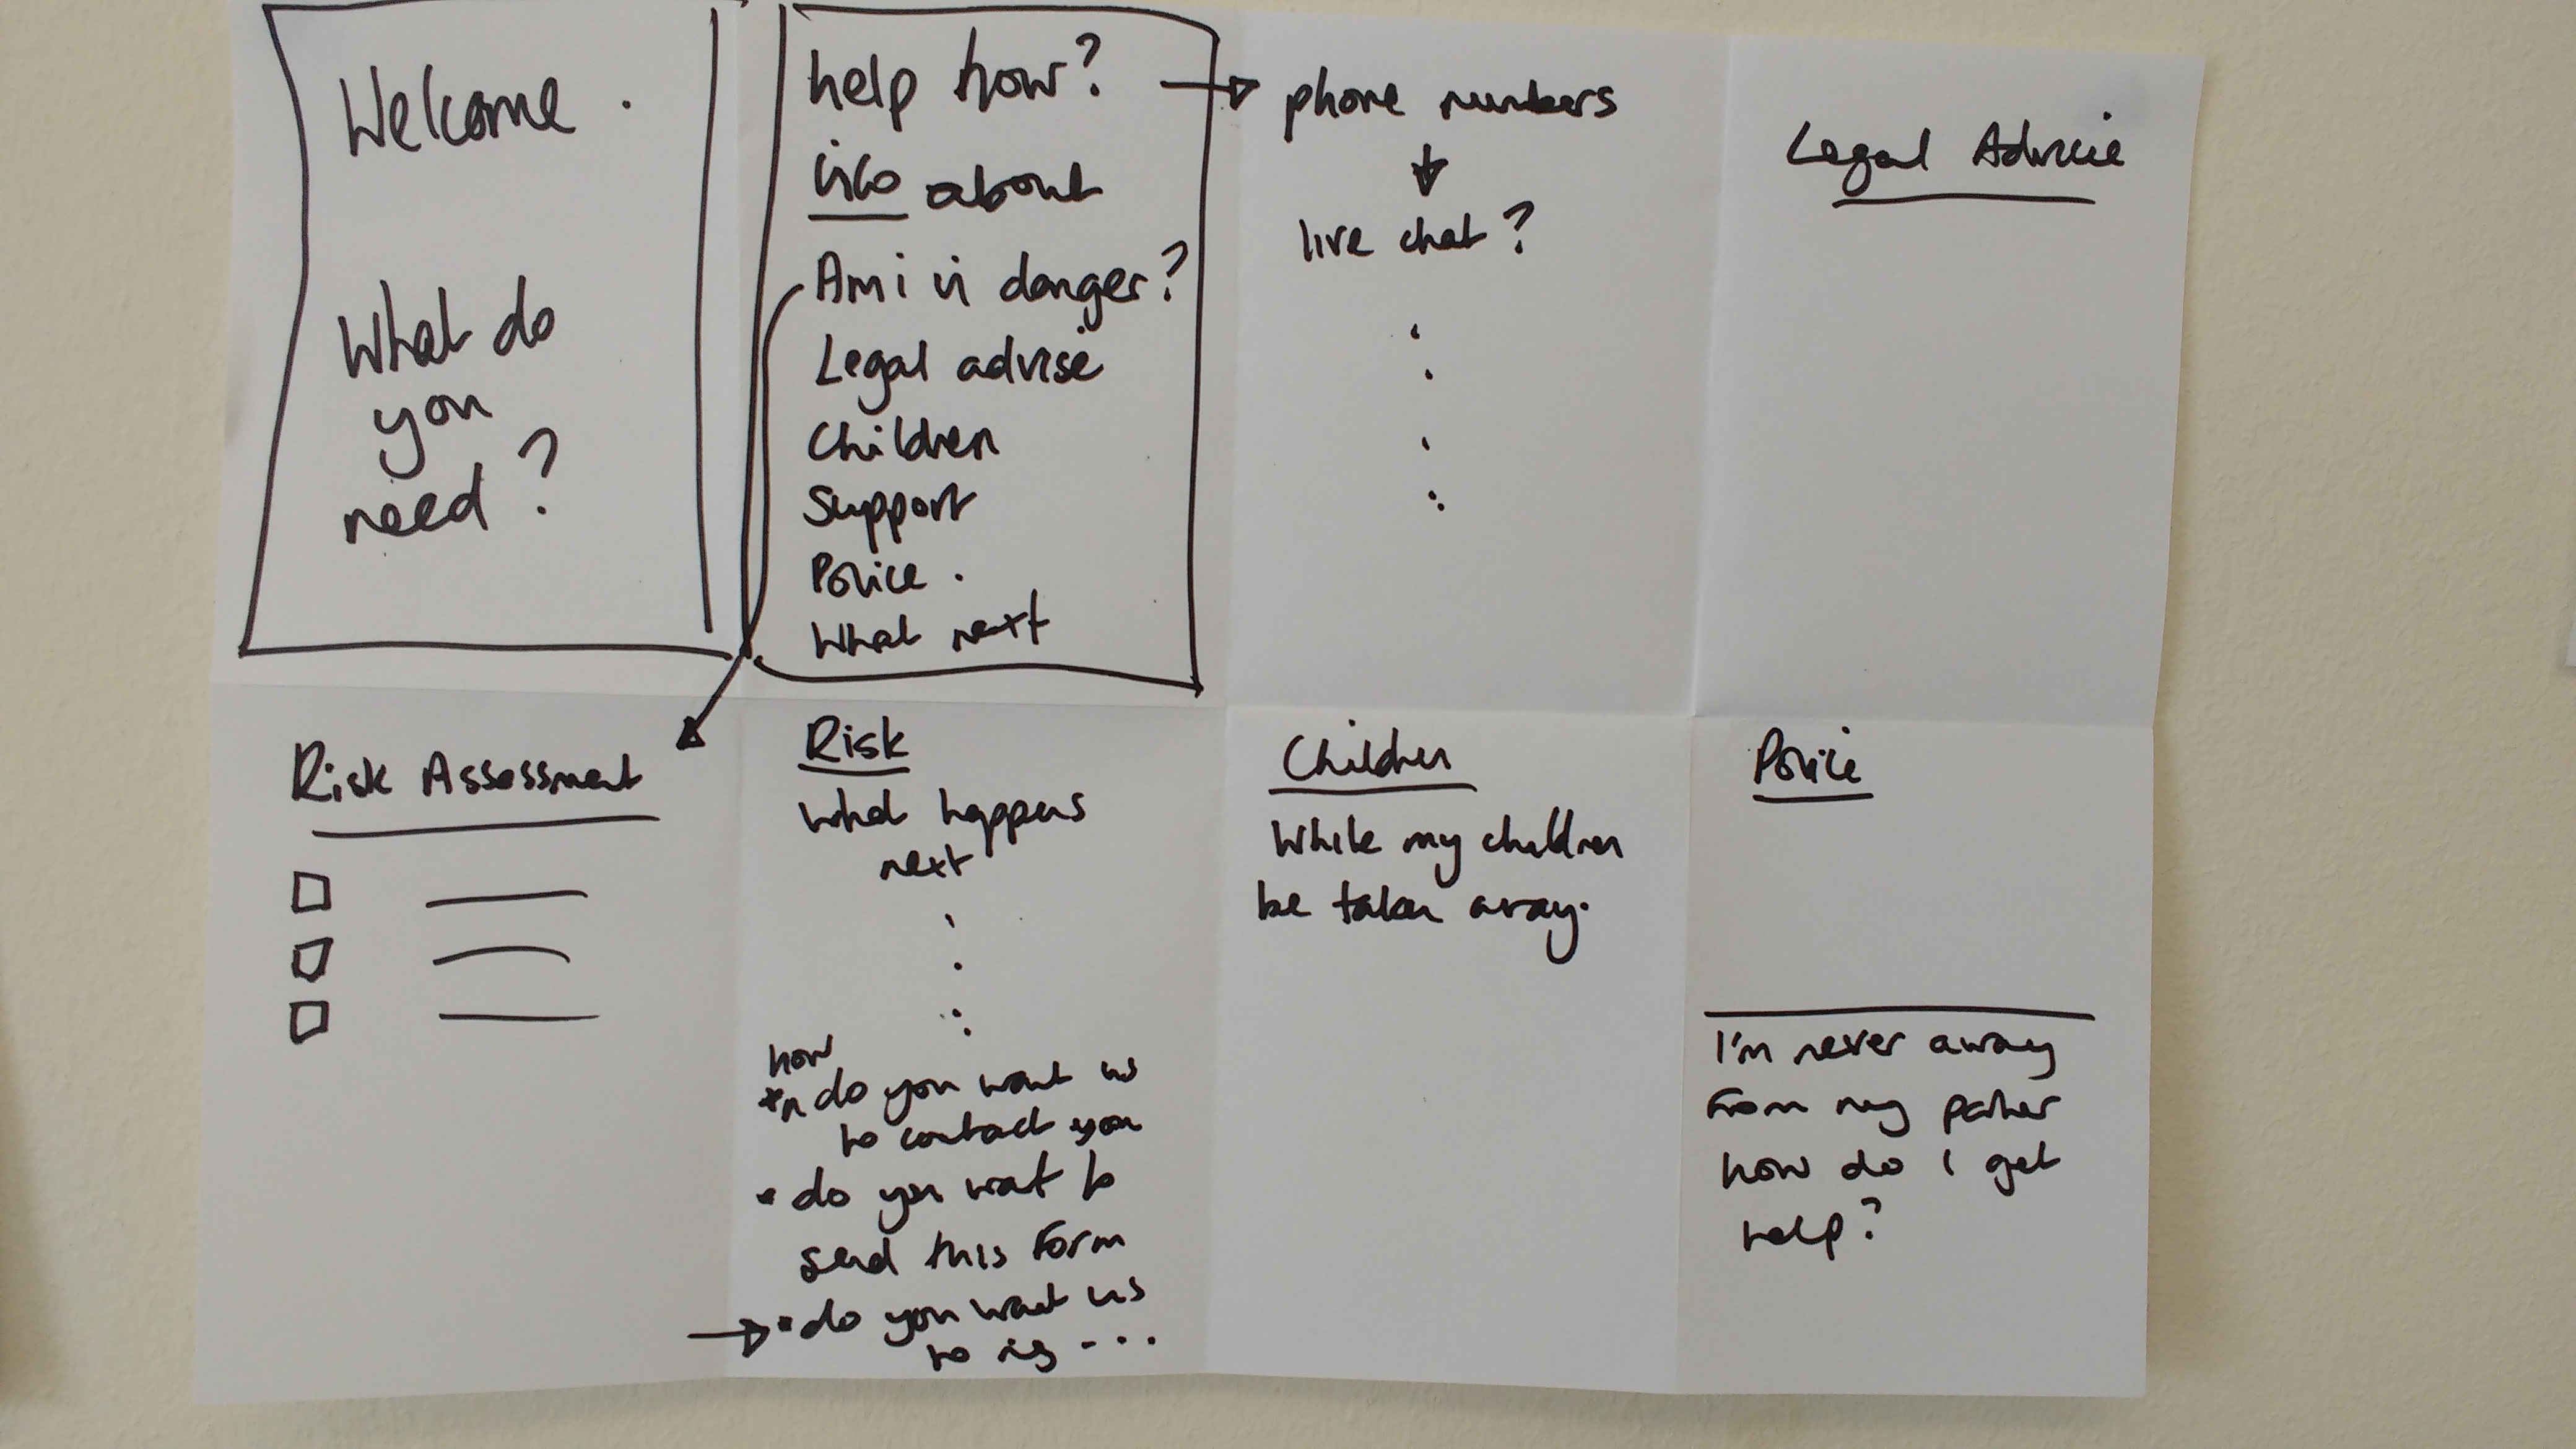 Welcome.
What do
you
need?
help how?
info about
Am i in danger?
Legal advise
Children
Support
Police.
What next
phone numbers
live chat?
Legal Advice
Risk Assessment
Risk
What happens
next
how
do you want us
to contact you
• do you want to
send this form
• do you want us
to ring - . . .
Children
While my children
be taken away.
Police
I'm never away
from my partner
how do I get
help?